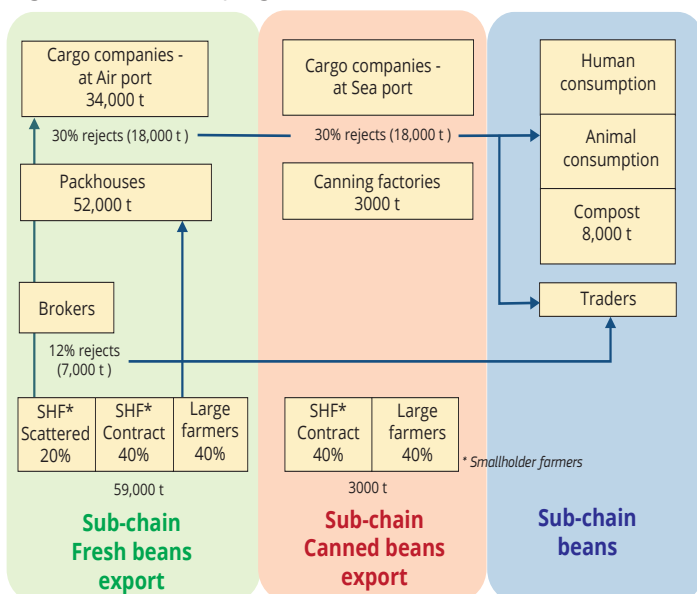 Cargo companies -
at Air port
34,000 t
30% rejects (18,000 t )
Packhouses
52,000 t
Brokers
12% rejects
(7,000 t )
SHF*
Scattered
20%
SHF*
Contract
40%
Large
farmers
40%
59,000 t
Sub-chain
Fresh beans
export
Cargo companies -
at Sea port
30% rejects (18,000 t )
Canning factories
3000 t
SHF*
Contract
40%
Large
farmers
40%
* Smallholder farmers
3000 t
Sub-chain
Canned beans
export
Human
consumption
Animal
consumption
Compost
8,000 t
Traders
Sub-chain
beans